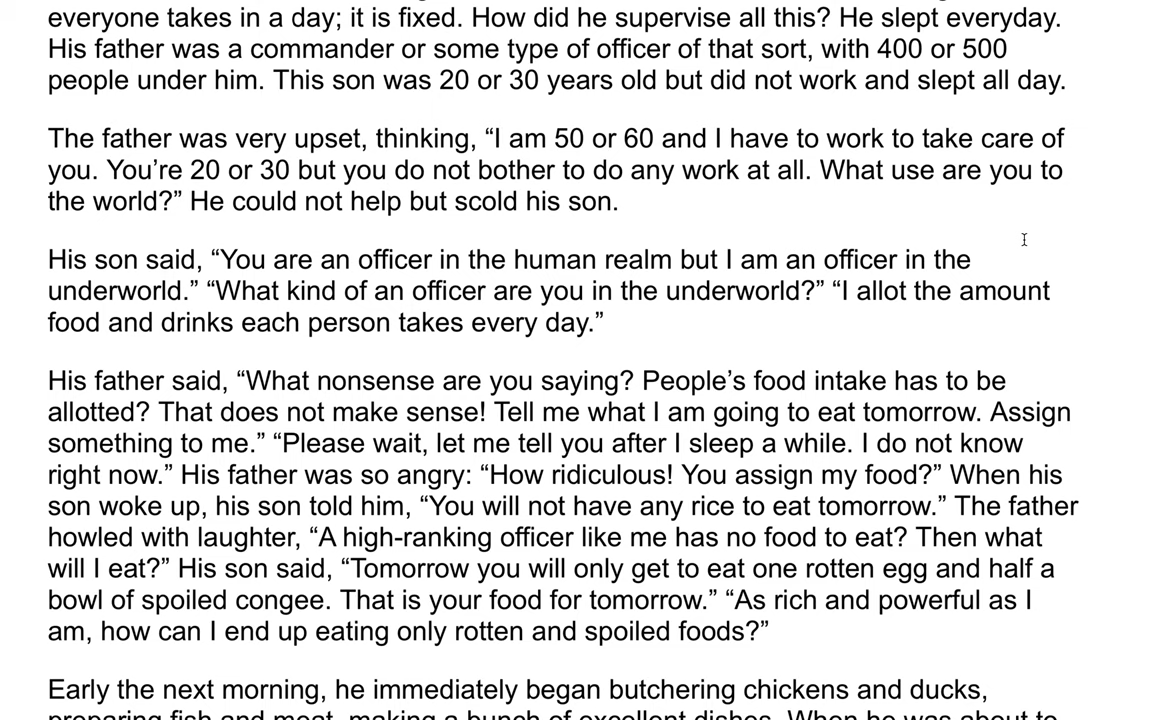 everyone takes in a day; it is fixed. How did he supervise all this? He slept everyday.
His father was a commander or some type of officer of that sort, with 400 or 500
people under him. This son was 20 or 30 years old but did not work and slept all day.
The father was very upset, thinking, “I am 50 or 60 and I have to work to take care of
you. You’re 20 or 30 but you do not bother to do any work at all. What use are you to
the world?” He could not help but scold his son.
His son said, “You are an officer in the human realm but I am an officer in the
underworld.” “What kind of an officer are you in the underworld?” “I allot the amount
food and drinks each person takes every day.”
His father said, “What nonsense are you saying? People’s food intake has to be
allotted? That does not make sense! Tell me what I am going to eat tomorrow. Assign
something to me.” “Please wait, let me tell you after I sleep a while. I do not know
right now.” His father was so angry: “How ridiculous! You assign my food?” When his
son woke up, his son told him, “You will not have any rice to eat tomorrow.” The father
howled with laughter, “A high-ranking officer like me has no food to eat? Then what
will I eat?” His son said, “Tomorrow you will only get to eat one rotten egg and half a
bowl of spoiled congee. That is your food for tomorrow.” “As rich and powerful as I
am, how can I end up eating only rotten and spoiled foods?”
Early the next morning, he immediately began butchering chickens and ducks,
preparing fish and meat, making a bunch of excellent dishes. When he was about to